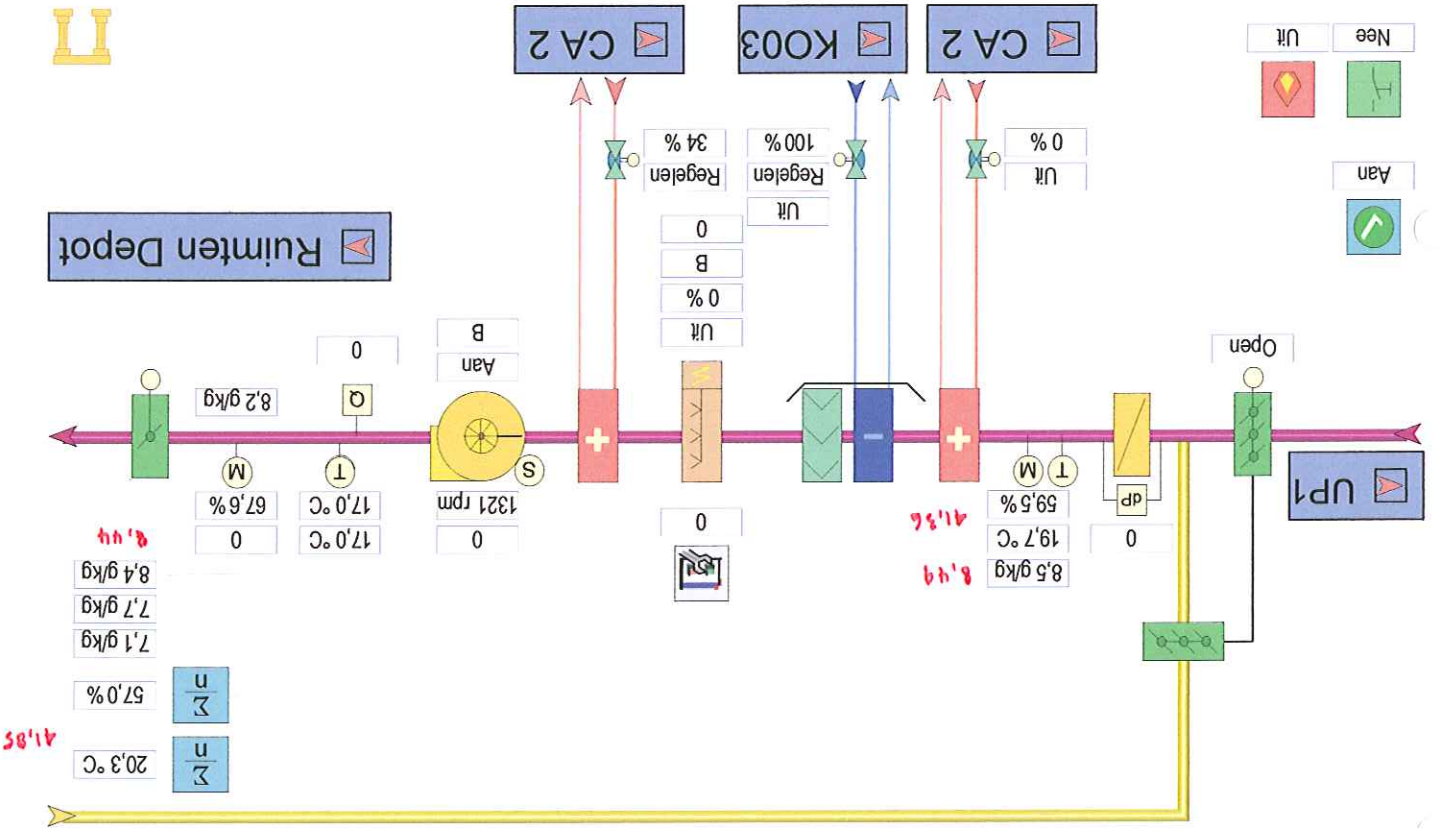 Σ
n
20,3 °C
41,85
Σ
n
57,0 %
7,1 g/kg
7,7 g/kg
8,4 g/kg
8,44
8,5 g/kg 8,49
19,7 °C
59,5 % 41,36
0
dP
UP1
T
M
0
0
1321 rpm
S
17,0 °C
17,0 °C
T
0
67,6 %
M
Q
0
8,2 g/kg
Open
Uit
0 %
B
0
Aan
B
Ruimten Depot
Aan
Uit
0 %
Uit
Regelen
100 %
Regelen
34 %
Nee
Uit
CA 2
KO03
CA 2